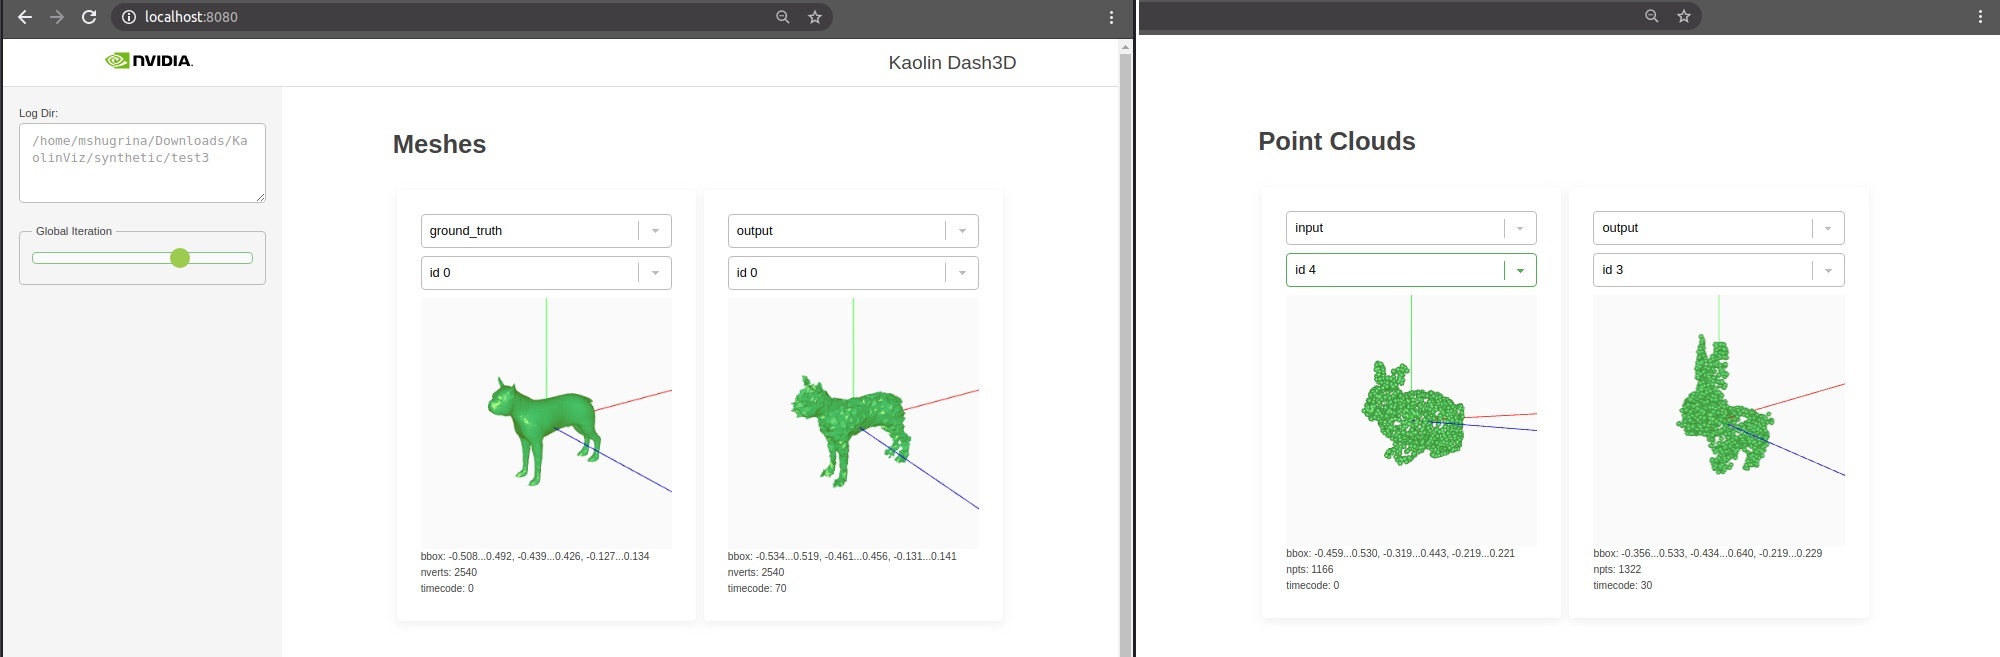 localhost:8080
NVIDIA.
Kaolin Dash3D
Log Dir:
/home/mshugrina/Downloads/Ka
olinViz/synthetic/test3
Global Iteration
Meshes
ground_truth
id 0
bbox: -0.508...0.492, -0.439...0.426, -0.127...0.134
nverts: 2540
timecode: 0
output
id 0
bbox: -0.534...0.519, -0.461...0.456, -0.131...0.141
nverts: 2540
timecode: 70
Point Clouds
input
id 4
bbox: -0.459...0.530, -0.319...0.443, -0.219...0.221
npts: 1166
timecode: 0
output
id 3
bbox: -0.356...0.533, -0.434...0.640, -0.219...0.229
npts: 1322
timecode: 30